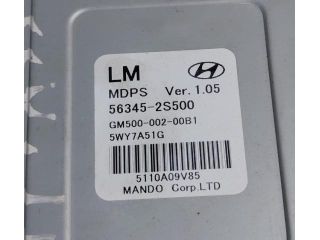 LM
MDPS Ver. 1.05
56345-2S500
GM500-002-00B1
5WY7A51G
5110A09V85
MANDO Corp.LTD